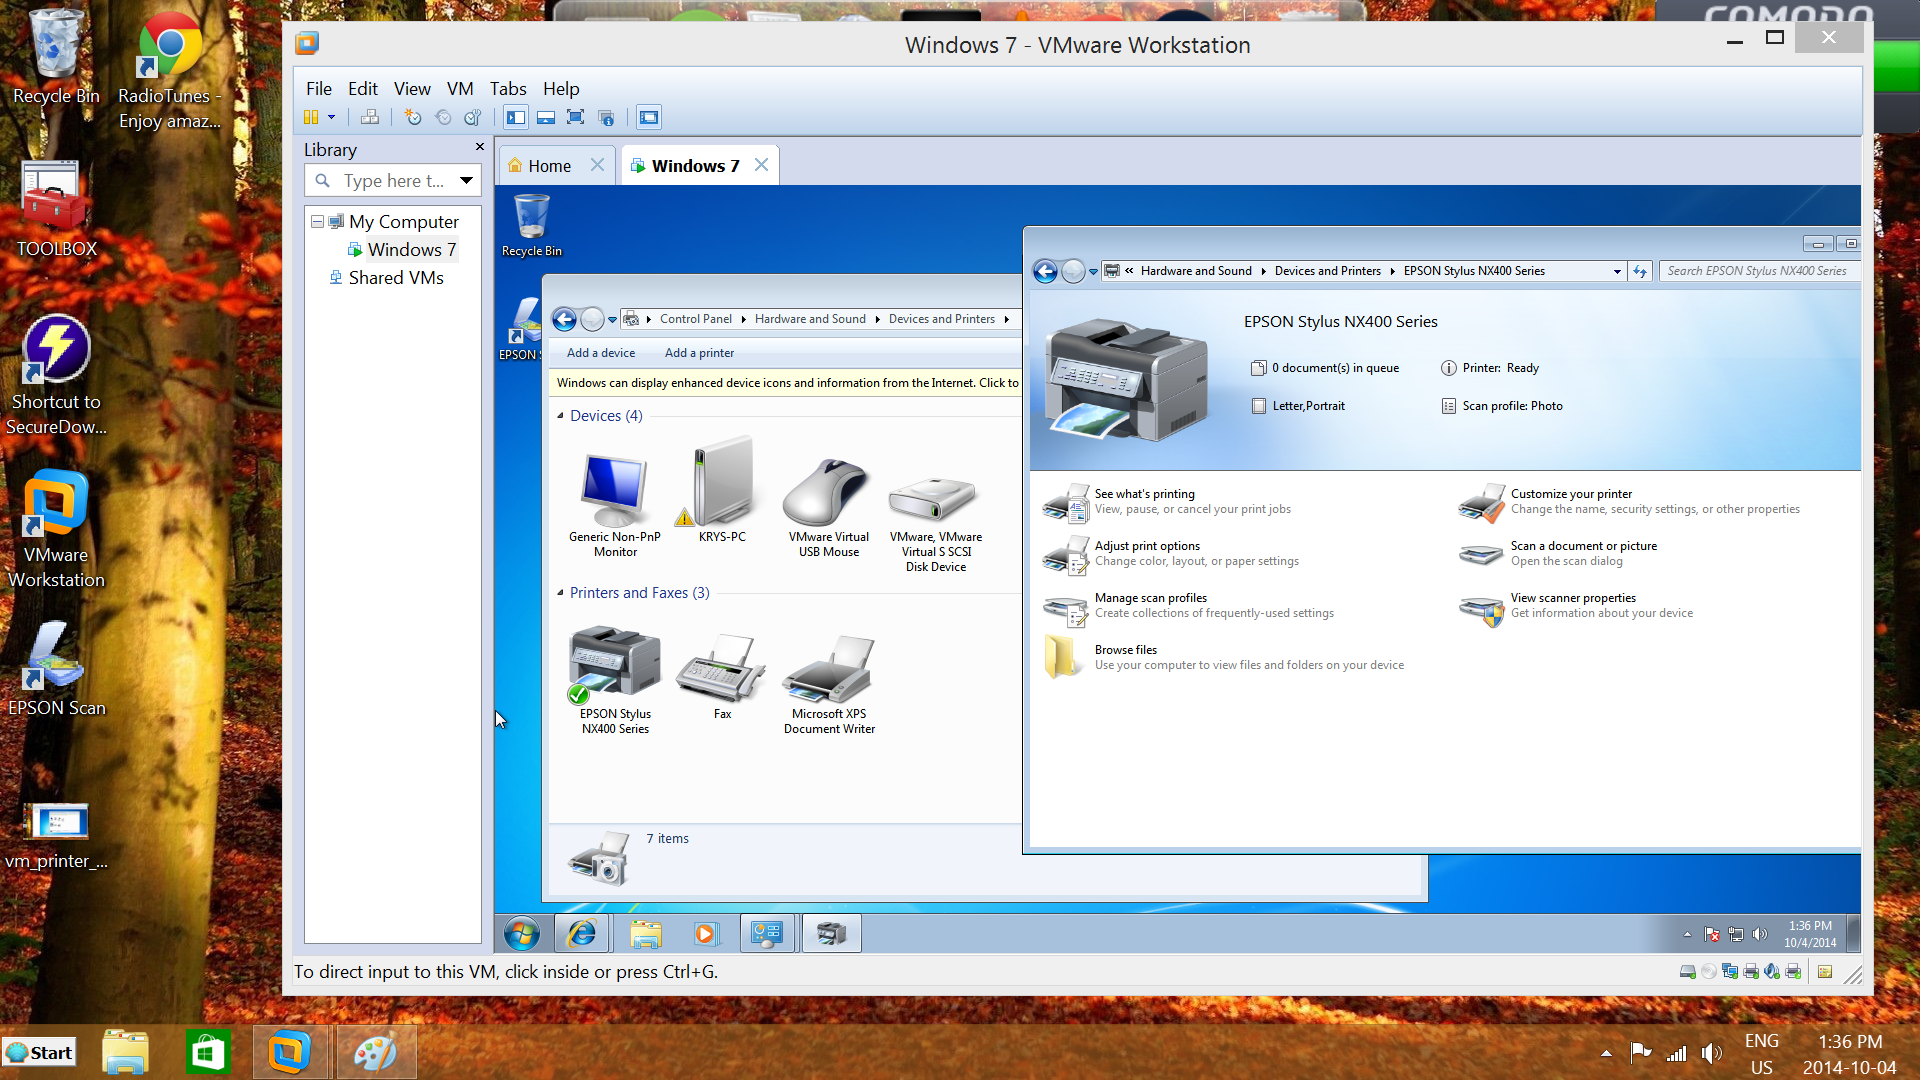 Recycle Bin
RadioTunes -
Enjoy amaz...
TOOLBOX
Shortcut to
SecureDow...
VMware
Workstation
EPSON Scan
vm_printer_...
COMODO
Windows 7 - VMware Workstation
File Edit View VM Tabs Help
Library
Type here t...
My Computer
Windows 7
Shared VMs
Home
Windows 7
Recycle Bin
EPSON S
Control Panel Hardware and Sound Devices and Printers
Add a device Add a printer
Windows can display enhanced device icons and information from the Internet. Click to
Devices (4)
Generic Non-PnP
Monitor
KRYS-PC
VMware Virtual
USB Mouse
VMware, VMware
Virtual S SCSI
Disk Device
Printers and Faxes (3)
EPSON Stylus
NX400 Series
Fax
Microsoft XPS
Document Writer
7 items
« Hardware and Sound Devices and Printers EPSON Stylus NX400 Series
Search EPSON Stylus NX400 Series
EPSON Stylus NX400 Series
0 document(s) in queue
Printer: Ready
Letter,Portrait
Scan profile: Photo
See what's printing
View, pause, or cancel your print jobs
Customize your printer
Change the name, security settings, or other properties
Adjust print options
Change color, layout, or paper settings
Scan a document or picture
Open the scan dialog
Manage scan profiles
Create collections of frequently-used settings
View scanner properties
Get information about your device
Browse files
Use your computer to view files and folders on your device
1:36 PM
10/4/2014
To direct input to this VM, click inside or press Ctrl+G.
Start
ENG
US
1:36 PM
2014-10-04